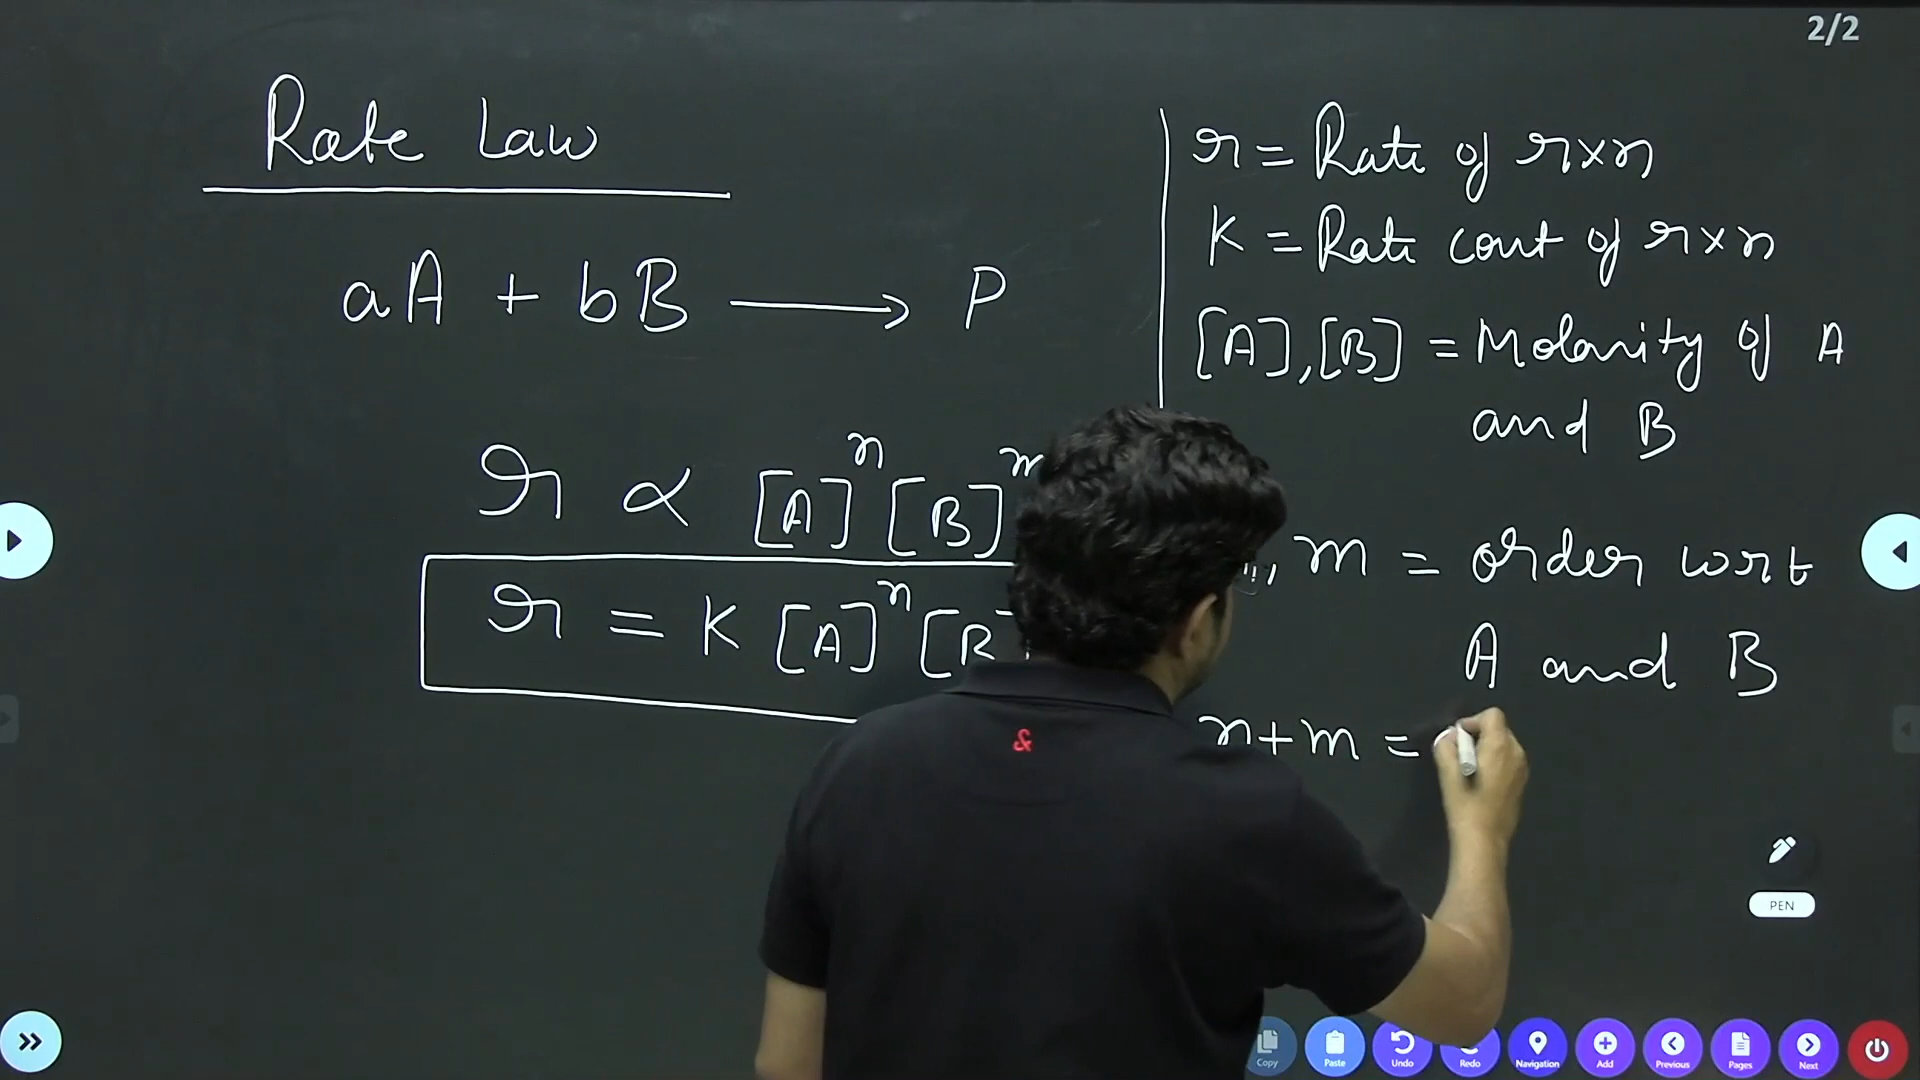 2/2
Rate Law
aA + bB ⟶ P
r ∝ [A]^n [B]^m
r = K [A]^n [B
r = Rate of rxn
K = Rate cont of rxn
[A],[B] = Molarity of A
and B
, m = order wrt
A and B
n+m =
&
PEN
Copy
Paste
Undo
Redo
Navigation
Add
Previous
Pages
Next